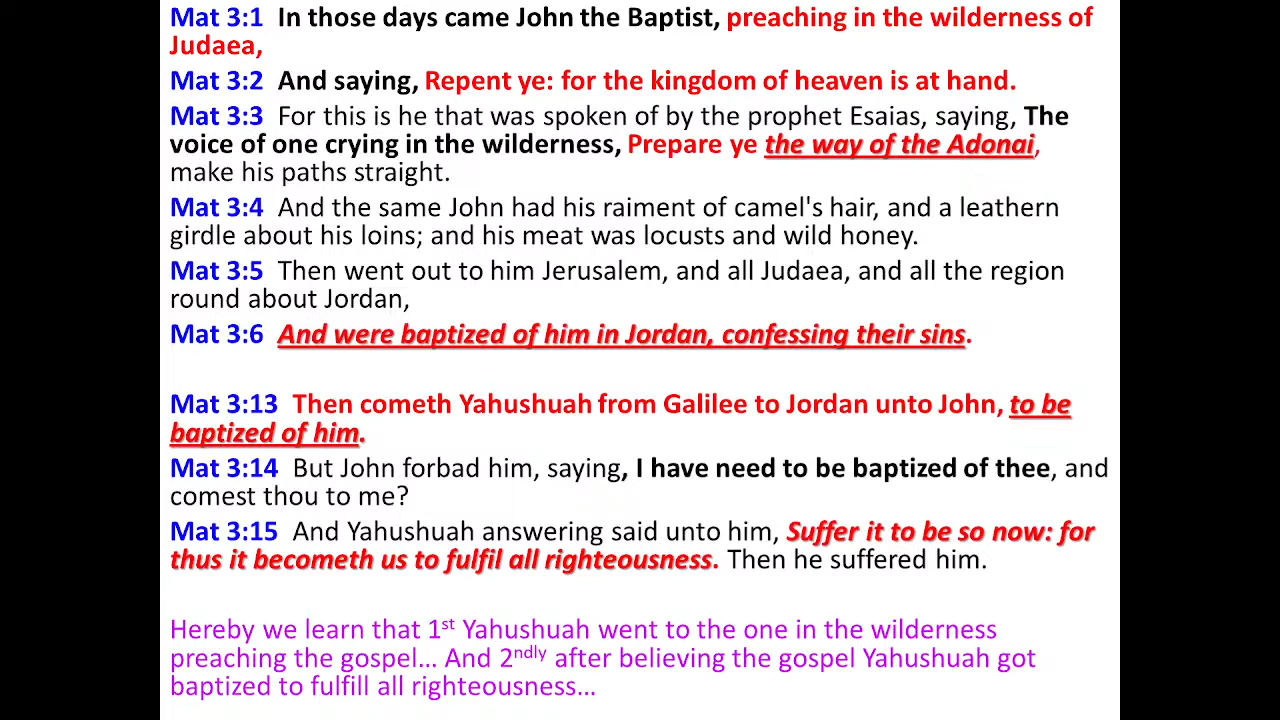 Mat 3:1 In those days came John the Baptist, preaching in the wilderness of
Judaea,
Mat 3:2 And saying, Repent ye: for the kingdom of heaven is at hand.
Mat 3:3 For this is he that was spoken of by the prophet Esaias, saying, The
voice of one crying in the wilderness, Prepare ye the way of the Adonai,
make his paths straight.
Mat 3:4 And the same John had his raiment of camel's hair, and a leathern
girdle about his loins; and his meat was locusts and wild honey.
Mat 3:5 Then went out to him Jerusalem, and all Judaea, and all the region
round about Jordan,
Mat 3:6 And were baptized of him in Jordan, confessing their sins.
Mat 3:13 Then cometh Yahushuah from Galilee to Jordan unto John, to be
baptized of him.
Mat 3:14 But John forbad him, saying, I have need to be baptized of thee, and
comest thou to me?
Mat 3:15 And Yahushuah answering said unto him, Suffer it to be so now: for
thus it becometh us to fulfil all righteousness. Then he suffered him.
Hereby we learn that 1st Yahushuah went to the one in the wilderness
preaching the gospel… And 2ndly after believing the gospel Yahushuah got
baptized to fulfill all righteousness…